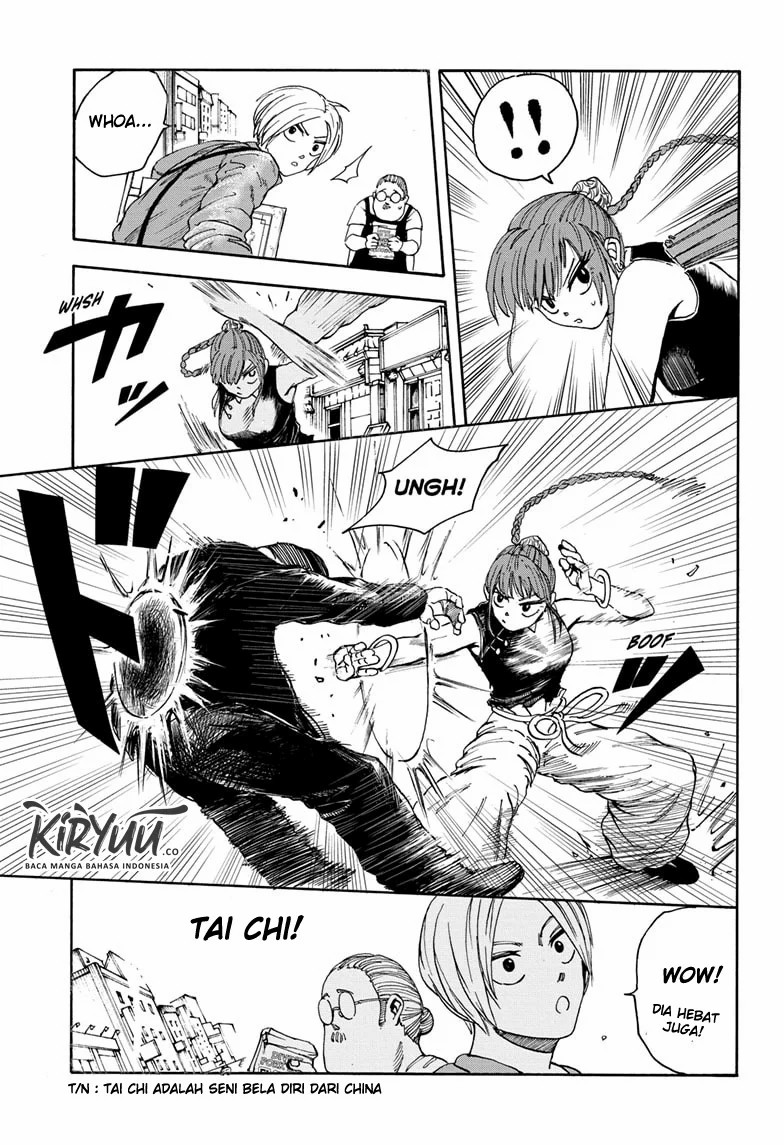 WHOA...
!!
WHSH
カッ
UNGH!
ドッ
BOOF
KIRYUU.CO
BACA MANGA BAHASA INDONESIA
TAI CHI!
WOW!
DIA HEBAT
JUGA!
T/N : TAI CHI ADALAH SENI BELA DIRI DARI CHINA